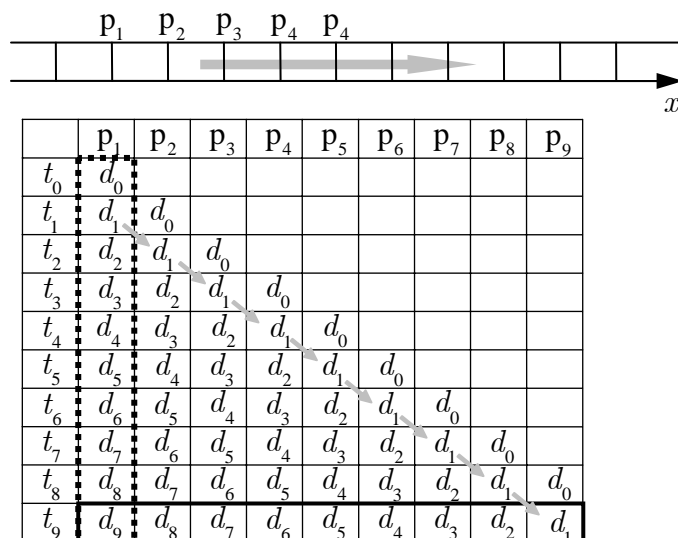 p₁ p₂ p₃ p₄ p₄
x
p₁ p₂ p₃ p₄ p₅ p₆ p₇ p₈ p₉
t₀ d₀
t₁ d₁ d₀
t₂ d₂ d₁ d₀
t₃ d₃ d₂ d₁ d₀
t₄ d₄ d₃ d₂ d₁ d₀
t₅ d₅ d₄ d₃ d₂ d₁ d₀
t₆ d₆ d₅ d₄ d₃ d₂ d₁ d₀
t₇ d₇ d₆ d₅ d₄ d₃ d₂ d₁ d₀
t₈ d₈ d₇ d₆ d₅ d₄ d₃ d₂ d₁ d₀
t₉ d₉ d₈ d₇ d₆ d₅ d₄ d₃ d₂ d₁